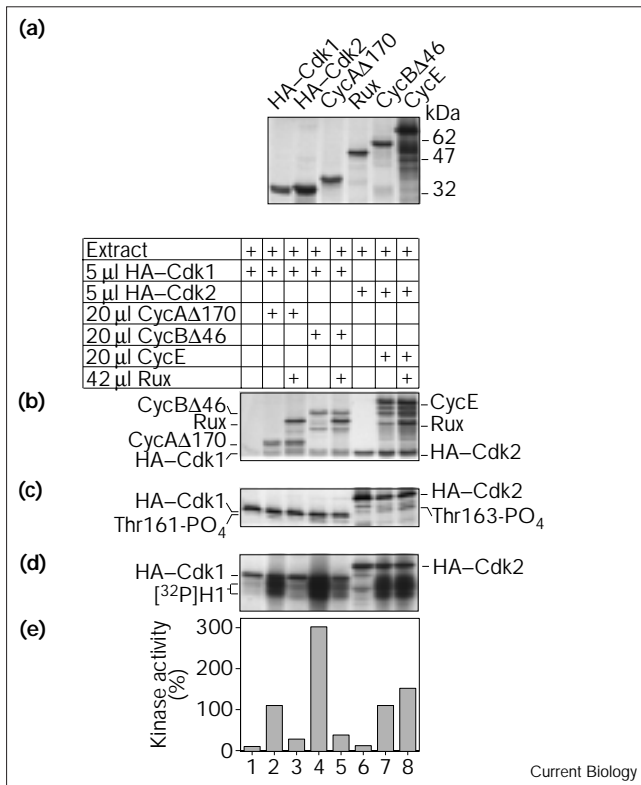 (a)
HA–Cdk1
HA–Cdk2
CycAΔ170
Rux
CycBΔ46
CycE
kDa
62
47
32
Extract + + + + + + + +
5 µl HA–Cdk1 + + + + +
5 µl HA–Cdk2 + + +
20 µl CycAΔ170 + +
20 µl CycBΔ46 + +
20 µl CycE + +
42 µl Rux + + +
(b)
CycBΔ46
Rux
CycAΔ170
HA–Cdk1
CycE
Rux
HA–Cdk2
(c)
HA–Cdk1
Thr161-PO4
HA–Cdk2
Thr163-PO4
(d)
HA–Cdk1
[32P]H1
HA–Cdk2
(e)
Kinase activity
(%)
300
200
100
0
1 2 3 4 5 6 7 8
Current Biology